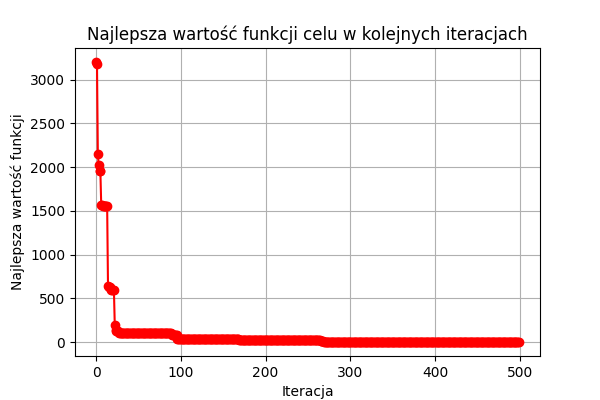 Najlepsza wartość funkcji celu w kolejnych iteracjach
Najlepsza wartość funkcji
3000
2500
2000
1500
1000
500
0
0 100 200 300 400 500
Iteracja